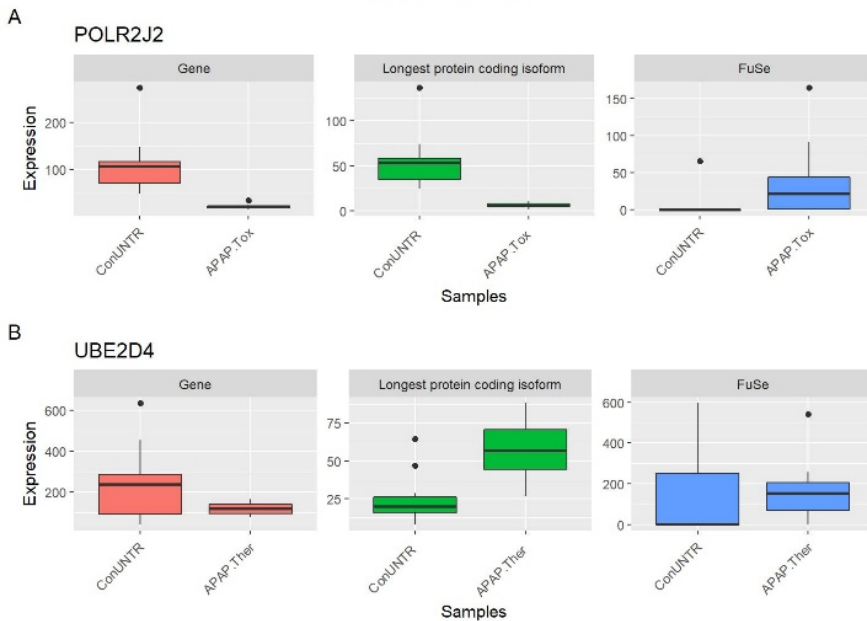 A
POLR2J2
Gene
Longest protein coding isoform
FuSe
Expression
200
100
100
50
0
150
100
50
0
ConUNTR
APAP.Tox
ConUNTR
APAP.Tox
ConUNTR
APAP.Tox
Samples
B
UBE2D4
Gene
Longest protein coding isoform
FuSe
Expression
600
400
200
75
50
25
600
400
200
0
ConUNTR
APAP.Ther
ConUNTR
APAP.Ther
ConUNTR
APAP.Ther
Samples